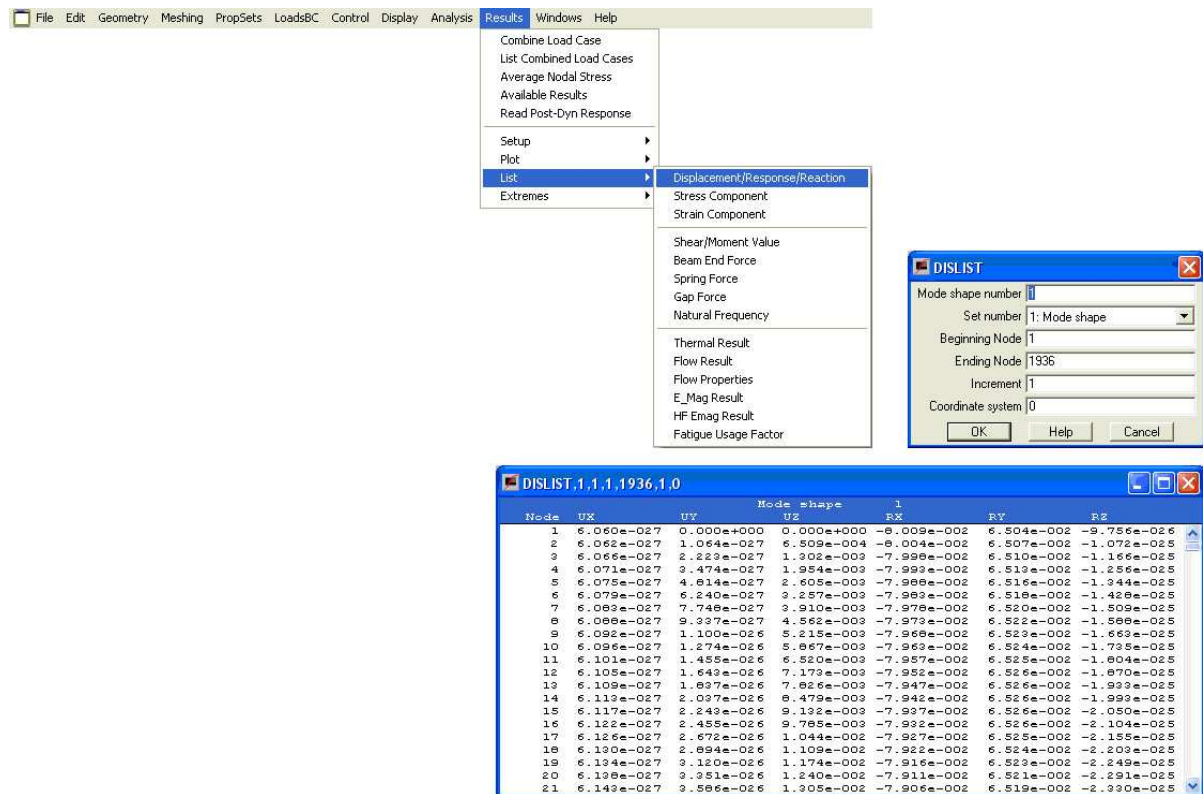 File Edit Geometry Meshing PropSets LoadsBC Control Display Analysis Results Windows Help
Combine Load Case
List Combined Load Cases
Average Nodal Stress
Available Results
Read Post-Dyn Response
Setup
Plot
List
Extremes
Displacement/Response/Reaction
Stress Component
Strain Component
Shear/Moment Value
Beam End Force
Spring Force
Gap Force
Natural Frequency
Thermal Result
Flow Result
Flow Properties
E_Mag Result
HF Emag Result
Fatigue Usage Factor
DISLIST
Mode shape number 1
Set number 1: Mode shape
Beginning Node 1
Ending Node 1936
Increment 1
Coordinate system 0
OK Help Cancel
DISLIST,1,1,1,1936,1,0
Mode shape 1
Node UX UY UZ RX RY RZ
1 6.060e-027 0.000e+000 0.000e+000 -8.009e-002 6.504e-002 -9.756e-026
2 6.062e-027 1.064e-027 6.509e-004 -8.004e-002 6.507e-002 -1.072e-025
3 6.066e-027 2.223e-027 1.302e-003 -7.998e-002 6.510e-002 -1.166e-025
4 6.071e-027 3.474e-027 1.954e-003 -7.993e-002 6.513e-002 -1.256e-025
5 6.075e-027 4.814e-027 2.605e-003 -7.988e-002 6.516e-002 -1.344e-025
6 6.079e-027 6.240e-027 3.257e-003 -7.983e-002 6.518e-002 -1.428e-025
7 6.083e-027 7.748e-027 3.910e-003 -7.978e-002 6.520e-002 -1.509e-025
8 6.088e-027 9.337e-027 4.562e-003 -7.973e-002 6.522e-002 -1.588e-025
9 6.092e-027 1.100e-026 5.215e-003 -7.968e-002 6.523e-002 -1.663e-025
10 6.096e-027 1.274e-026 5.867e-003 -7.963e-002 6.524e-002 -1.735e-025
11 6.101e-027 1.455e-026 6.520e-003 -7.957e-002 6.525e-002 -1.804e-025
12 6.105e-027 1.643e-026 7.173e-003 -7.952e-002 6.526e-002 -1.870e-025
13 6.109e-027 1.837e-026 7.826e-003 -7.947e-002 6.526e-002 -1.933e-025
14 6.113e-027 2.037e-026 8.479e-003 -7.942e-002 6.526e-002 -1.993e-025
15 6.117e-027 2.243e-026 9.132e-003 -7.937e-002 6.526e-002 -2.050e-025
16 6.122e-027 2.455e-026 9.785e-003 -7.932e-002 6.526e-002 -2.104e-025
17 6.126e-027 2.672e-026 1.044e-002 -7.927e-002 6.525e-002 -2.155e-025
18 6.130e-027 2.894e-026 1.109e-002 -7.922e-002 6.524e-002 -2.203e-025
19 6.134e-027 3.120e-026 1.174e-002 -7.916e-002 6.523e-002 -2.249e-025
20 6.138e-027 3.351e-026 1.240e-002 -7.911e-002 6.521e-002 -2.291e-025
21 6.143e-027 3.586e-026 1.305e-002 -7.906e-002 6.519e-002 -2.330e-025